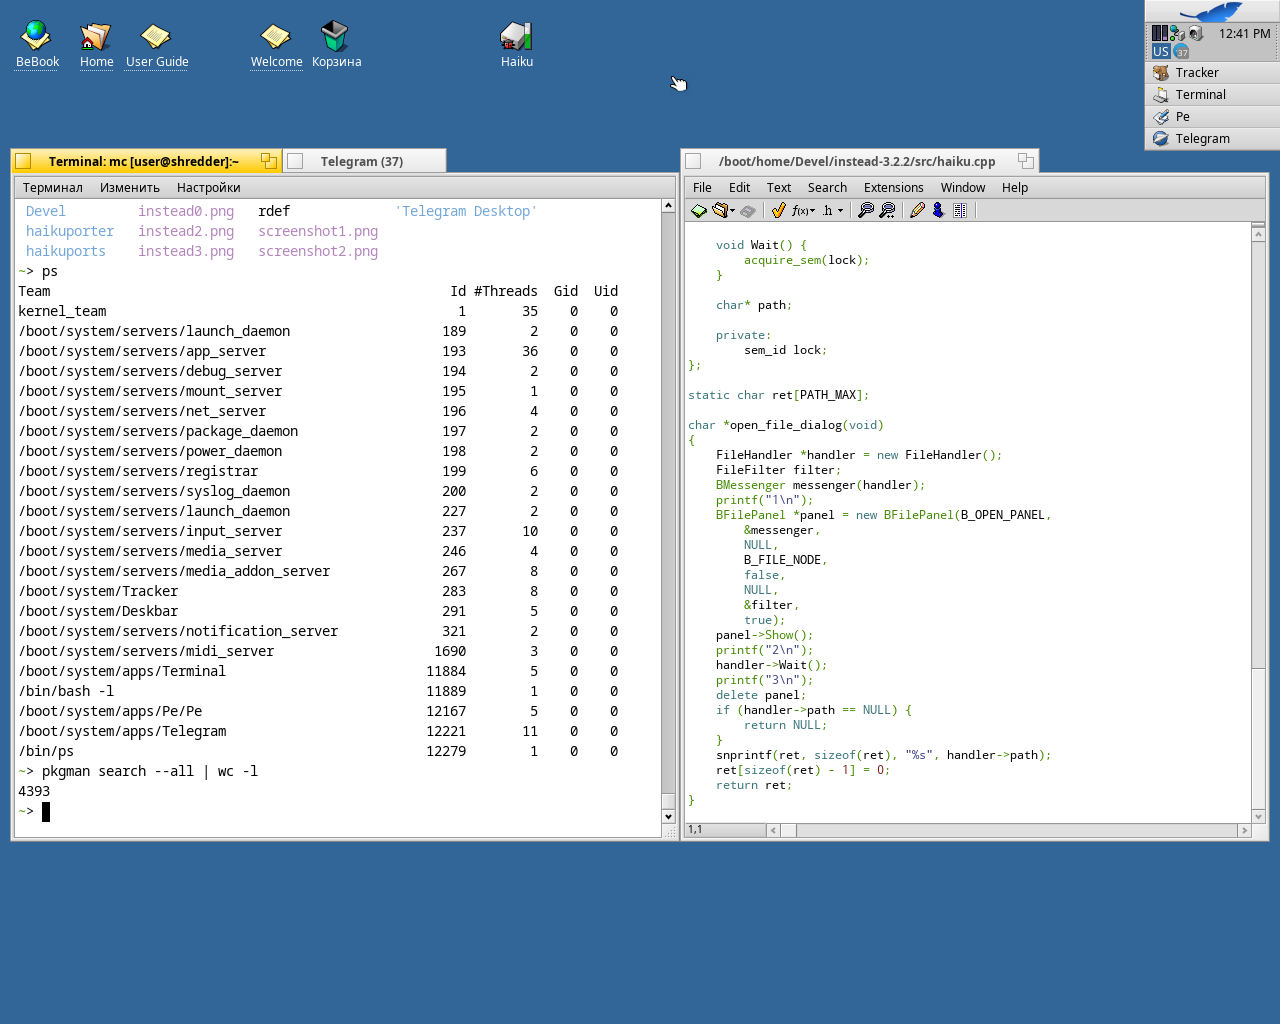 BeBook Home User Guide Welcome Корзина Haiku
12:41 PM
US 37
Tracker
Terminal
Pe
Telegram
Terminal: mc [user@shredder]:~ Telegram (37)
Терминал Изменить Настройки
Devel instead0.png rdef 'Telegram Desktop'
haikuporter instead2.png screenshot1.png
haikuports instead3.png screenshot2.png
~> ps
Team Id #Threads Gid Uid
kernel_team 1 35 0 0
/boot/system/servers/launch_daemon 189 2 0 0
/boot/system/servers/app_server 193 36 0 0
/boot/system/servers/debug_server 194 2 0 0
/boot/system/servers/mount_server 195 1 0 0
/boot/system/servers/net_server 196 4 0 0
/boot/system/servers/package_daemon 197 2 0 0
/boot/system/servers/power_daemon 198 2 0 0
/boot/system/servers/registrar 199 6 0 0
/boot/system/servers/syslog_daemon 200 2 0 0
/boot/system/servers/launch_daemon 227 2 0 0
/boot/system/servers/input_server 237 10 0 0
/boot/system/servers/media_server 246 4 0 0
/boot/system/servers/media_addon_server 267 8 0 0
/boot/system/Tracker 283 8 0 0
/boot/system/Deskbar 291 5 0 0
/boot/system/servers/notification_server 321 2 0 0
/boot/system/servers/midi_server 1690 3 0 0
/boot/system/apps/Terminal 11884 5 0 0
/bin/bash -l 11889 1 0 0
/boot/system/apps/Pe/Pe 12167 5 0 0
/boot/system/apps/Telegram 12221 11 0 0
/bin/ps 12279 1 0 0
~> pkgman search --all | wc -l
4393
~>
/boot/home/Devel/instead-3.2.2/src/haiku.cpp
File Edit Text Search Extensions Window Help
f(x) .h
void Wait() {
acquire_sem(lock);
}
char* path;
private:
sem_id lock;
};
static char ret[PATH_MAX];
char *open_file_dialog(void)
{
FileHandler *handler = new FileHandler();
FileFilter filter;
BMessenger messenger(handler);
printf("1\n");
BFilePanel *panel = new BFilePanel(B_OPEN_PANEL,
&messenger,
NULL,
B_FILE_NODE,
false,
NULL,
&filter,
true);
panel->Show();
printf("2\n");
handler->Wait();
printf("3\n");
delete panel;
if (handler->path == NULL) {
return NULL;
}
snprintf(ret, sizeof(ret), "%s", handler->path);
ret[sizeof(ret) - 1] = 0;
return ret;
}
1,1